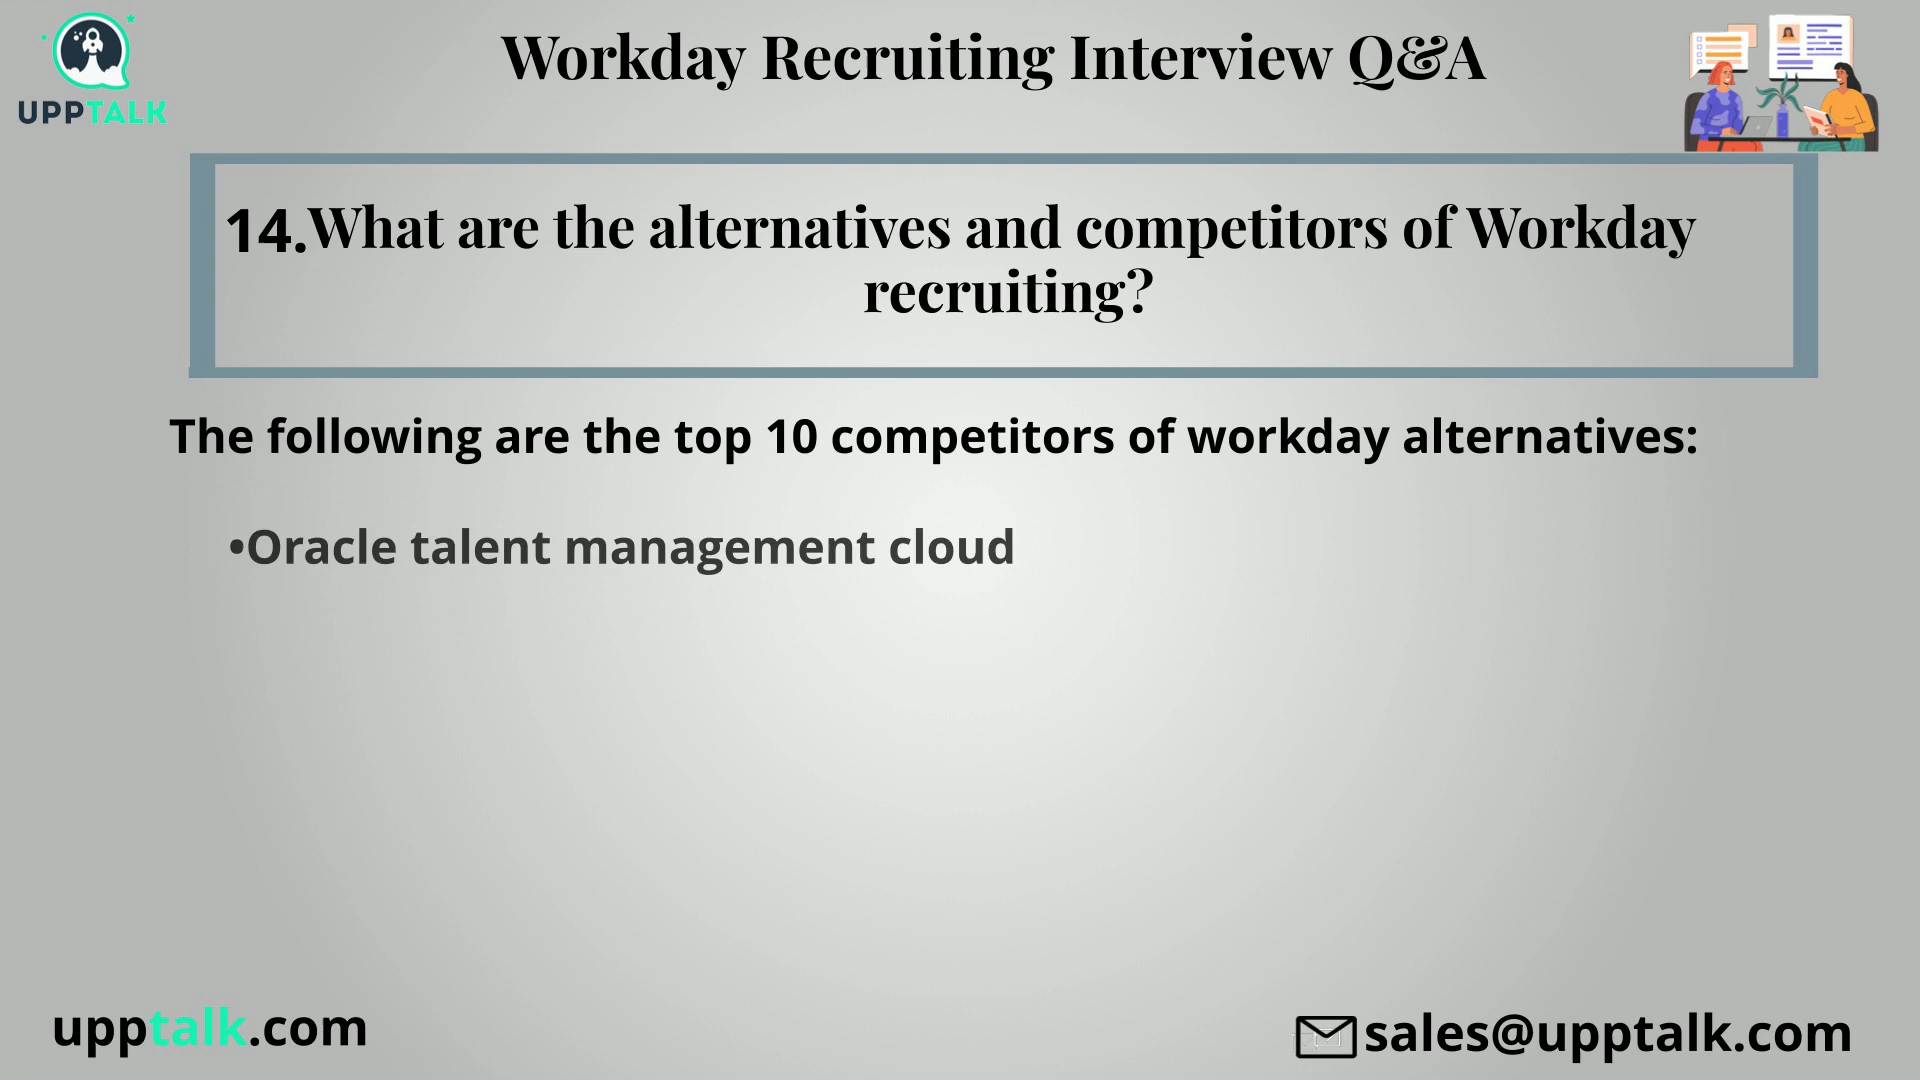 UPPTALK
Workday Recruiting Interview Q&A
14.What are the alternatives and competitors of Workday
recruiting?
The following are the top 10 competitors of workday alternatives:
•Oracle talent management cloud
upptalk.com
sales@upptalk.com